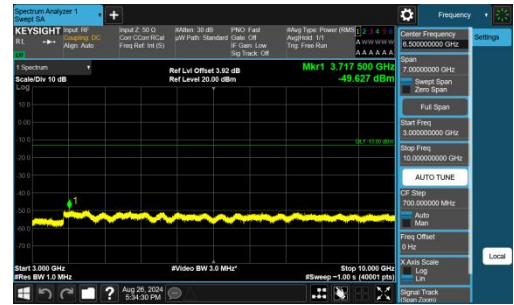 Spectrum Analyzer 1
Swept SA
+
Frequency
KEYSIGHT
Input: RF
Coupling: DC
Align: Auto
Input Z: 50 Ω
Corr CCorr RCal
Freq Ref: Int (S)
#Atten: 30 dB
µW Path: Standard
PNO: Fast
Gate: Off
IF Gain: Low
Sig Track: Off
#Avg Type: Power (RMS
Avg|Hold: 1/1
Trig: Free Run
1 2 3 4 5 6
A W W W W W
A A A A A A
RL
1 Spectrum
Scale/Div 10 dB
Log
Ref Lvl Offset 3.92 dB
Ref Level 20.00 dBm
Mkr1 3.717 500 GHz
-49.627 dBm
10.0
0.00
-10.0
DL1 -13.00 dBm
-20.0
-30.0
-40.0
-50.0
-60.0
-70.0
1
Start 3.000 GHz
#Res BW 1.0 MHz
#Video BW 3.0 MHz*
Stop 10.000 GHz
#Sweep ~1.00 s (40001 pts)
Aug 26, 2024
5:34:30 PM
?
Center Frequency
6.500000000 GHz
Settings
Span
7.00000000 GHz
Swept Span
Zero Span
Full Span
Start Freq
3.000000000 GHz
Stop Freq
10.000000000 GHz
AUTO TUNE
CF Step
700.000000 MHz
Auto
Man
Freq Offset
0 Hz
X Axis Scale
Log
Lin
Local
Signal Track
(Span Zoom)